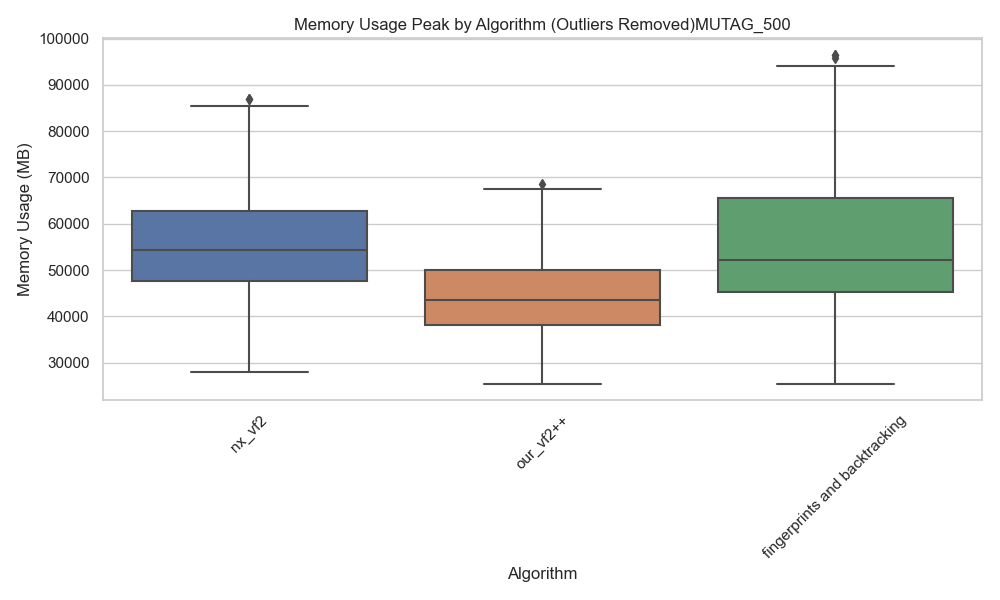 Memory Usage Peak by Algorithm (Outliers Removed)MUTAG_500
Memory Usage (MB)
100000
90000
80000
70000
60000
50000
40000
30000
nx_vf2
our_vf2++
fingerprints and backtracking
Algorithm